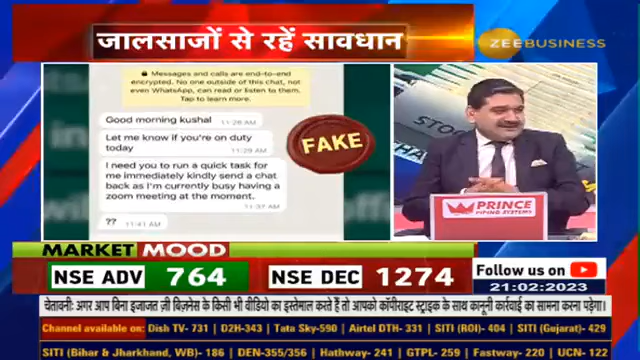 जालसाजों से रहें सावधान
ZEEBUSINESS
Messages and calls are end-to-end
encrypted. No one outside of this chat, not
even WhatsApp, can read or listen to them.
Tap to learn more.
Good morning kushal
11:28 AM
Let me know if you're on duty
today
11:29 AM
I need you to run a quick task for
me immediately kindly send a chat
back as I'm currently busy having a
zoom meeting at the moment.
11:37 AM
??
11:41 AM
FAKE
STOC
PRINCE
PIPING SYSTEMS
MARKET MOOD
NSE ADV 764 NSE DEC 1274
Follow us on
21:02:2023
चेतावनी: अगर आप बिना इजाजत ज़ी बिज़नेस के किसी भी वीडियो का इस्तेमाल करते हैं तो आपको कॉपीराइट स्ट्राइक के साथ कानूनी कार्रवाई का सामना करना पड़ेगा.
Channel available on: Dish TV- 731 | D2H-343 | Tata Sky-590 | Airtel DTH- 331 | SITI (ROI) - 404 | SITI (Gujarat) - 429
SITI (Bihar & Jharkhand, WB)- 186 | DEN-355/356 | Hathway- 241 | GTPL- 259 | Fastway- 221 | UCN- 122